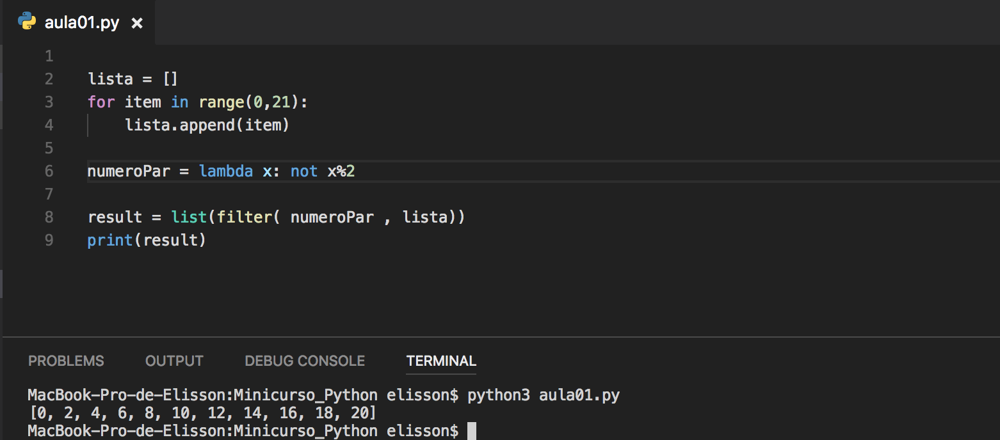 aula01.py ×
1
2 lista = []
3 for item in range(0,21):
4     lista.append(item)
5
6 numeroPar = lambda x: not x%2
7
8 result = list(filter( numeroPar , lista))
9 print(result)
PROBLEMS OUTPUT DEBUG CONSOLE TERMINAL
MacBook-Pro-de-Elisson:Minicurso_Python elisson$ python3 aula01.py
[0, 2, 4, 6, 8, 10, 12, 14, 16, 18, 20]
MacBook-Pro-de-Elisson:Minicurso_Python elisson$